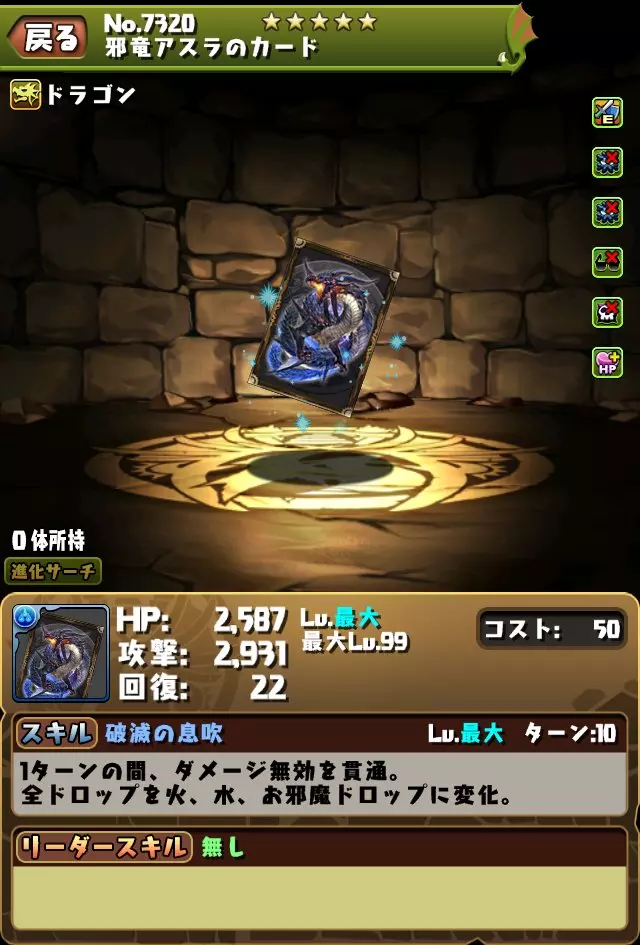 戻る
No.7320
★★★★★
邪竜アスラのカード
ドラゴン
E
HP
0体所持
進化サーチ
HP: 2,587
Lv.最大
攻撃: 2,931
最大Lv.99
回復: 22
コスト: 50
スキル 破滅の息吹 Lv.最大 ターン:10
1ターンの間、ダメージ無効を貫通。
全ドロップを火、水、お邪魔ドロップに変化。
リーダースキル 無し